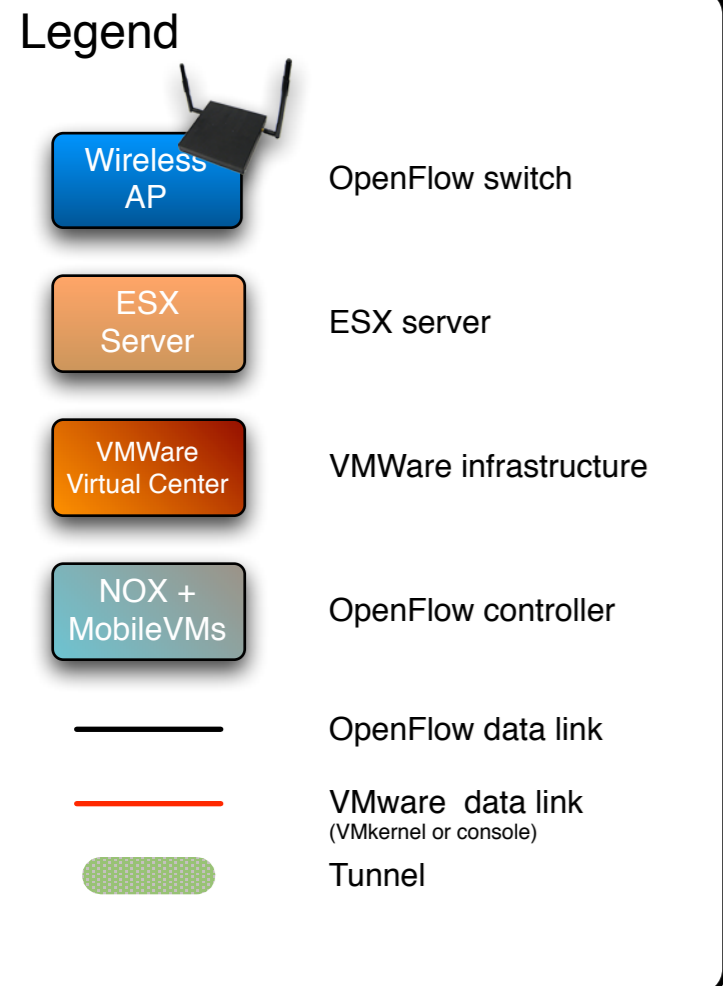 Legend
Wireless
AP
OpenFlow switch
ESX
Server
ESX server
VMWare
Virtual Center
VMWare infrastructure
NOX +
MobileVMs
OpenFlow controller
OpenFlow data link
VMware data link
(VMkernel or console)
Tunnel